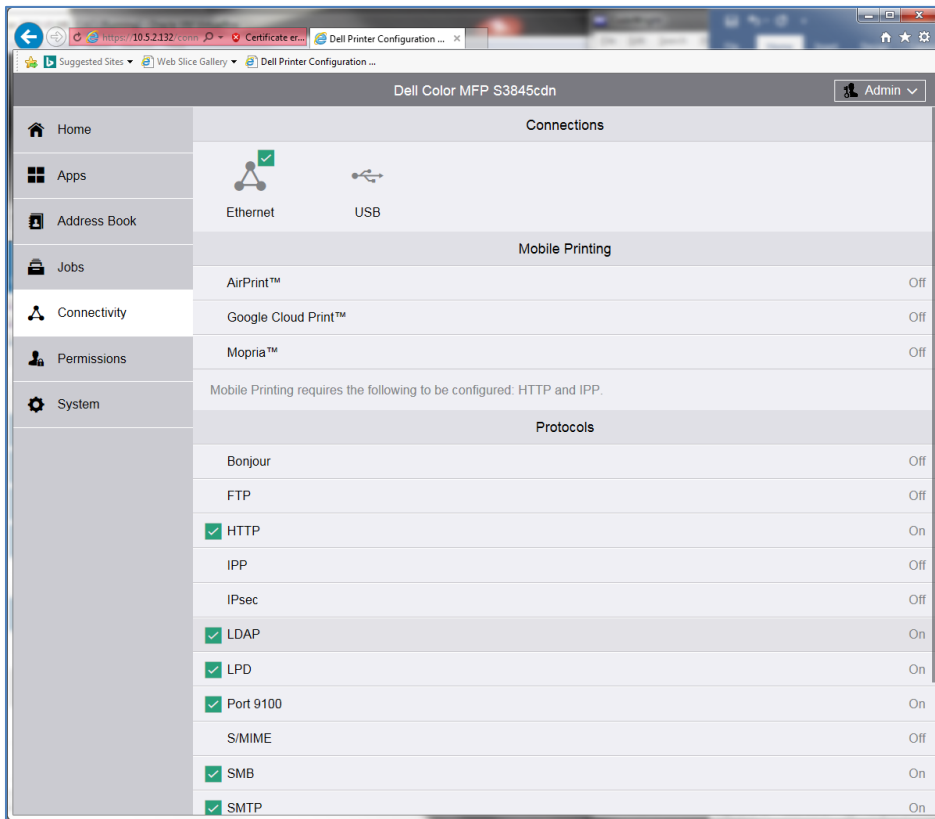 https://10.5.2.132/conn Certificate er... Dell Printer Configuration ... ×
Suggested Sites Web Slice Gallery Dell Printer Configuration ...
Dell Color MFP S3845cdn
Admin
Home
Apps
Address Book
Jobs
Connectivity
Permissions
System
Connections
Ethernet USB
Mobile Printing
AirPrint™ Off
Google Cloud Print™ Off
Mopria™ Off
Mobile Printing requires the following to be configured: HTTP and IPP.
Protocols
Bonjour Off
FTP Off
HTTP On
IPP Off
IPsec Off
LDAP On
LPD On
Port 9100 On
S/MIME Off
SMB On
SMTP On